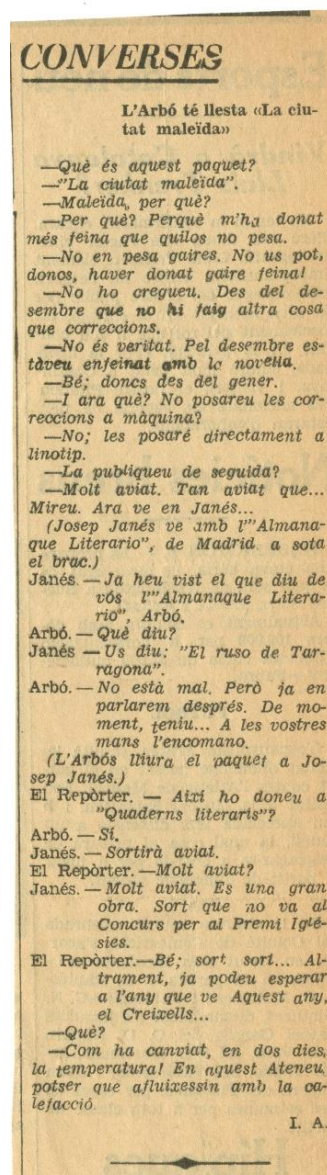 CONVERSES
L'Arbó té llesta «La ciu-
tat maleïda»
—Què és aquest paquet?
—"La ciutat maleïda".
—Maleïda, per què?
—Per què? Perquè m'ha donat
més feina que quilos no pesa.
—No en pesa gaires. No us pot,
doncs, haver donat gaire feina!
—No ho cregueu. Des del de-
sembre que no hi faig altra cosa
que correccions.
—No és veritat. Pel desembre es-
tàveu enfeinat amb la novella.
—Bé; doncs des del gener.
—I ara què? No posareu les cor-
reccions a màquina?
—No; les posaré directament a
linotip.
—La publiqueu de seguida?
—Molt aviat. Tan aviat que...
Mireu. Ara ve en Janés...
(Josep Janés ve amb l'"Almana-
que Literario", de Madrid a sota
el braç.)
Janés.—Ja heu vist el que diu de
vós l'"Almanaque Litera-
rio", Arbó.
Arbó.—Què diu?
Janés—Us diu: "El ruso de Tar-
ragona".
Arbó.—No està mal. Però ja en
parlarem després. De mo-
ment, teniu... A les vostres
mans l'encomano.
(L'Arbós lliura el paquet a Jo-
sep Janés.)
El Repòrter. — Així ho doneu a
"Quaderns literaris"?
Arbó.—Sí.
Janés.—Sortirà aviat.
El Repòrter.—Molt aviat?
Janés.—Molt aviat. Es una gran
obra. Sort que no va al
Concurs per al Premi Iglé-
sies.
El Repòrter.—Bé; sort sort... Al-
trament, ja podeu esperar
a l'any que ve Aquest any,
el Creixells...
—Què?
—Com ha canviat, en dos dies,
la temperatura! En aquest Ateneu,
potser que afluixessin amb la ca-
lefacció.
I. A.